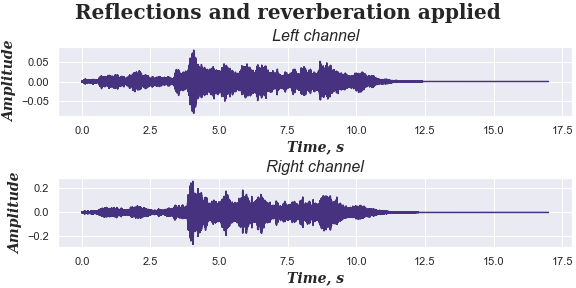 Reflections and reverberation applied
Left channel
Amplitude
0.05
0.00
−0.05
0.0 2.5 5.0 7.5 10.0 12.5 15.0 17.5
Time, s
Right channel
Amplitude
0.2
0.0
−0.2
0.0 2.5 5.0 7.5 10.0 12.5 15.0 17.5
Time, s